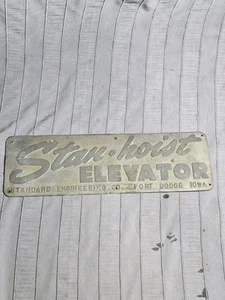 Stan·hoist
ELEVATOR
STANDARD ENGINEERING CO. FORT DODGE IOWA